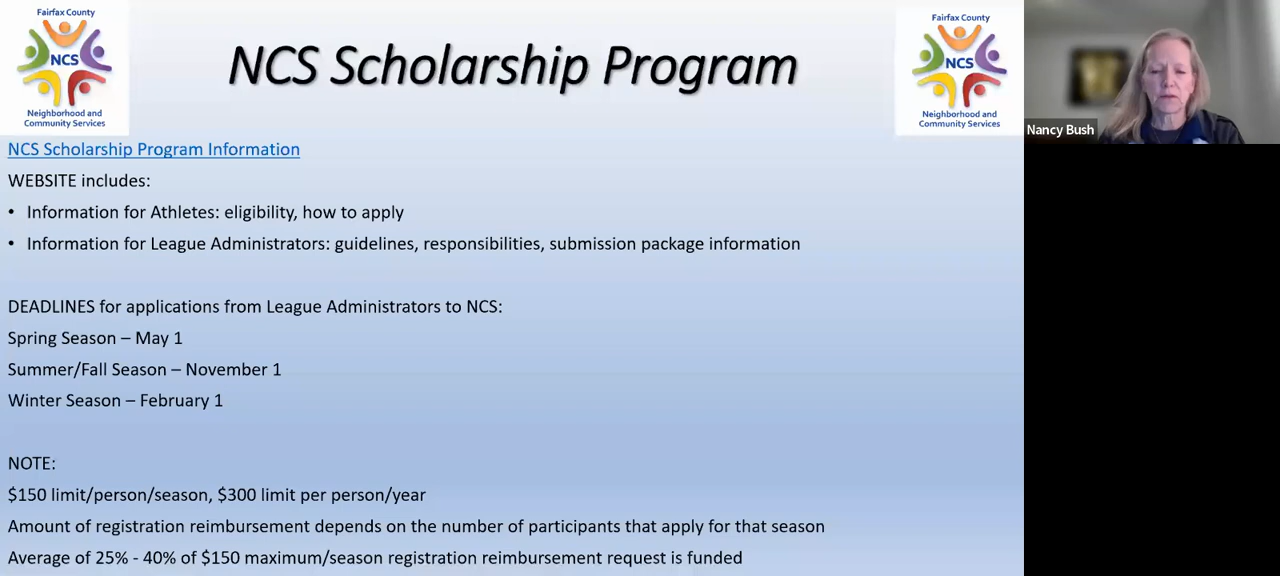 Fairfax County
NCS
Neighborhood and
Community Services
NCS Scholarship Program
Fairfax County
NCS
Neighborhood and
Community Services
Nancy Bush
NCS Scholarship Program Information
WEBSITE includes:
• Information for Athletes: eligibility, how to apply
• Information for League Administrators: guidelines, responsibilities, submission package information
DEADLINES for applications from League Administrators to NCS:
Spring Season – May 1
Summer/Fall Season – November 1
Winter Season – February 1
NOTE:
$150 limit/person/season, $300 limit per person/year
Amount of registration reimbursement depends on the number of participants that apply for that season
Average of 25% - 40% of $150 maximum/season registration reimbursement request is funded